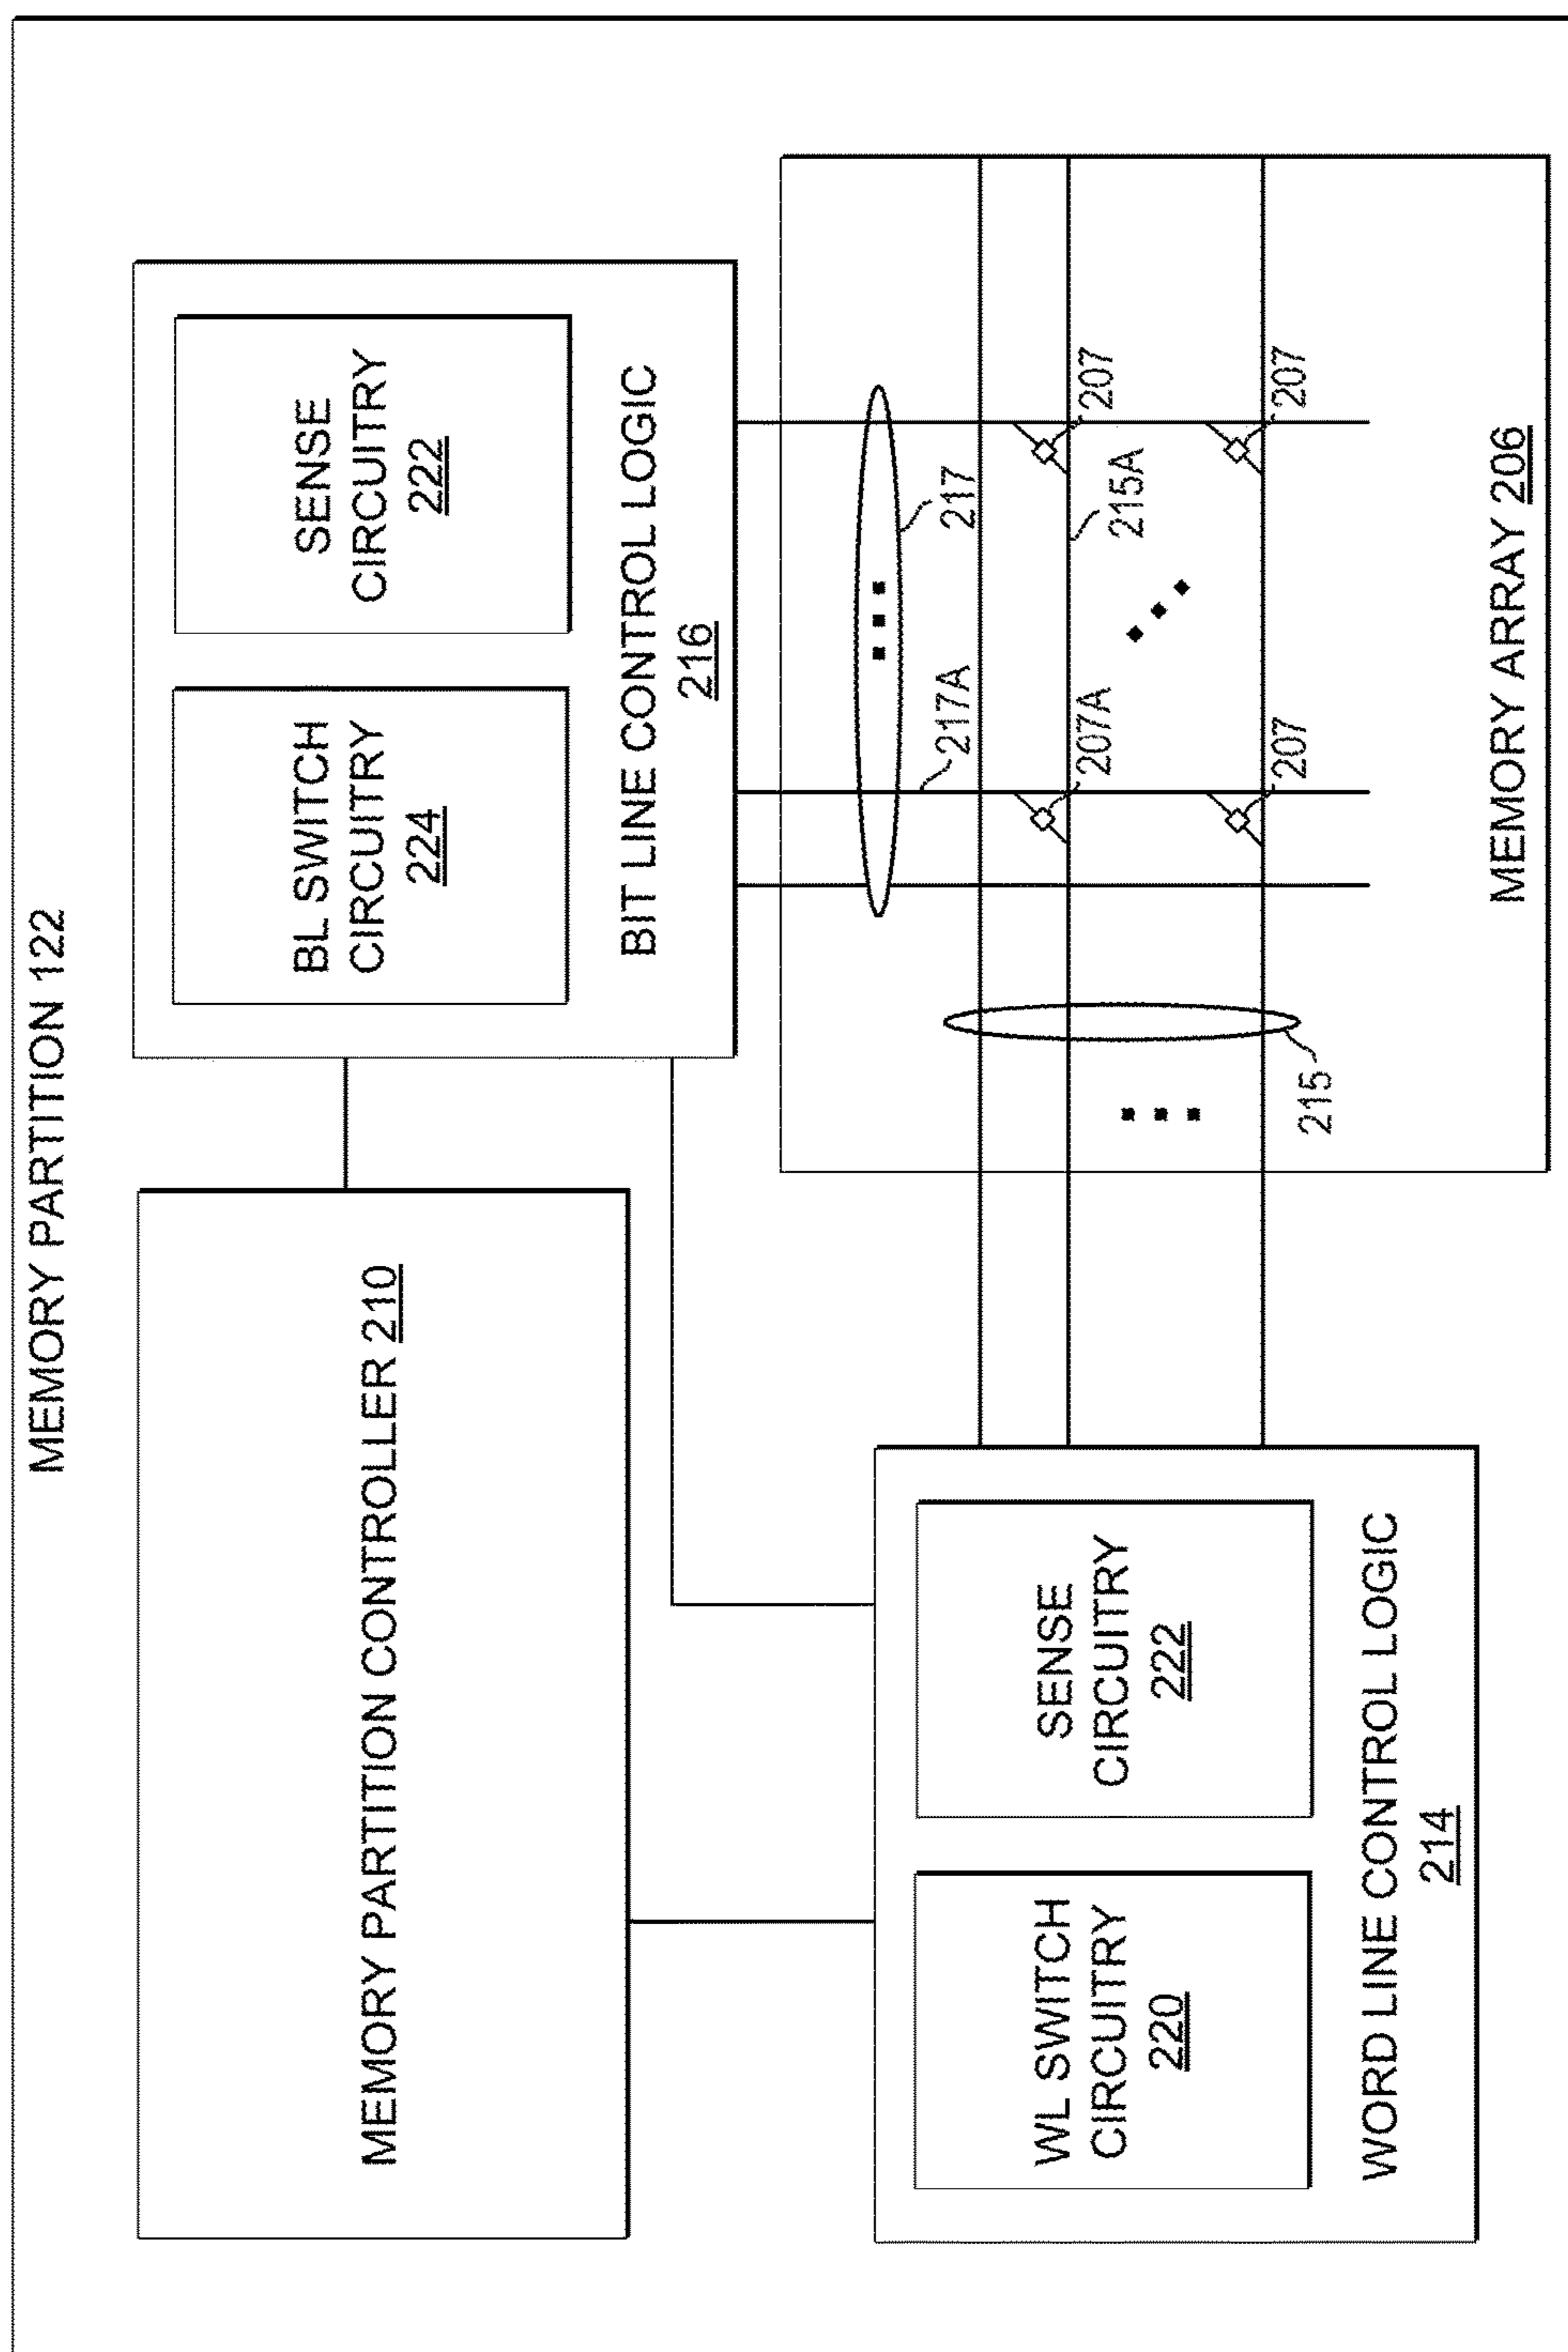 MEMORY PARTITION 122
MEMORY PARTITION CONTROLLER 210
BL SWITCH
CIRCUITRY
224
SENSE
CIRCUITRY
222
BIT LINE CONTROL LOGIC
216
WL SWITCH
CIRCUITRY
220
SENSE
CIRCUITRY
222
WORD LINE CONTROL LOGIC
214
217A
217
207A
215A
207
207
207
215
MEMORY ARRAY 206